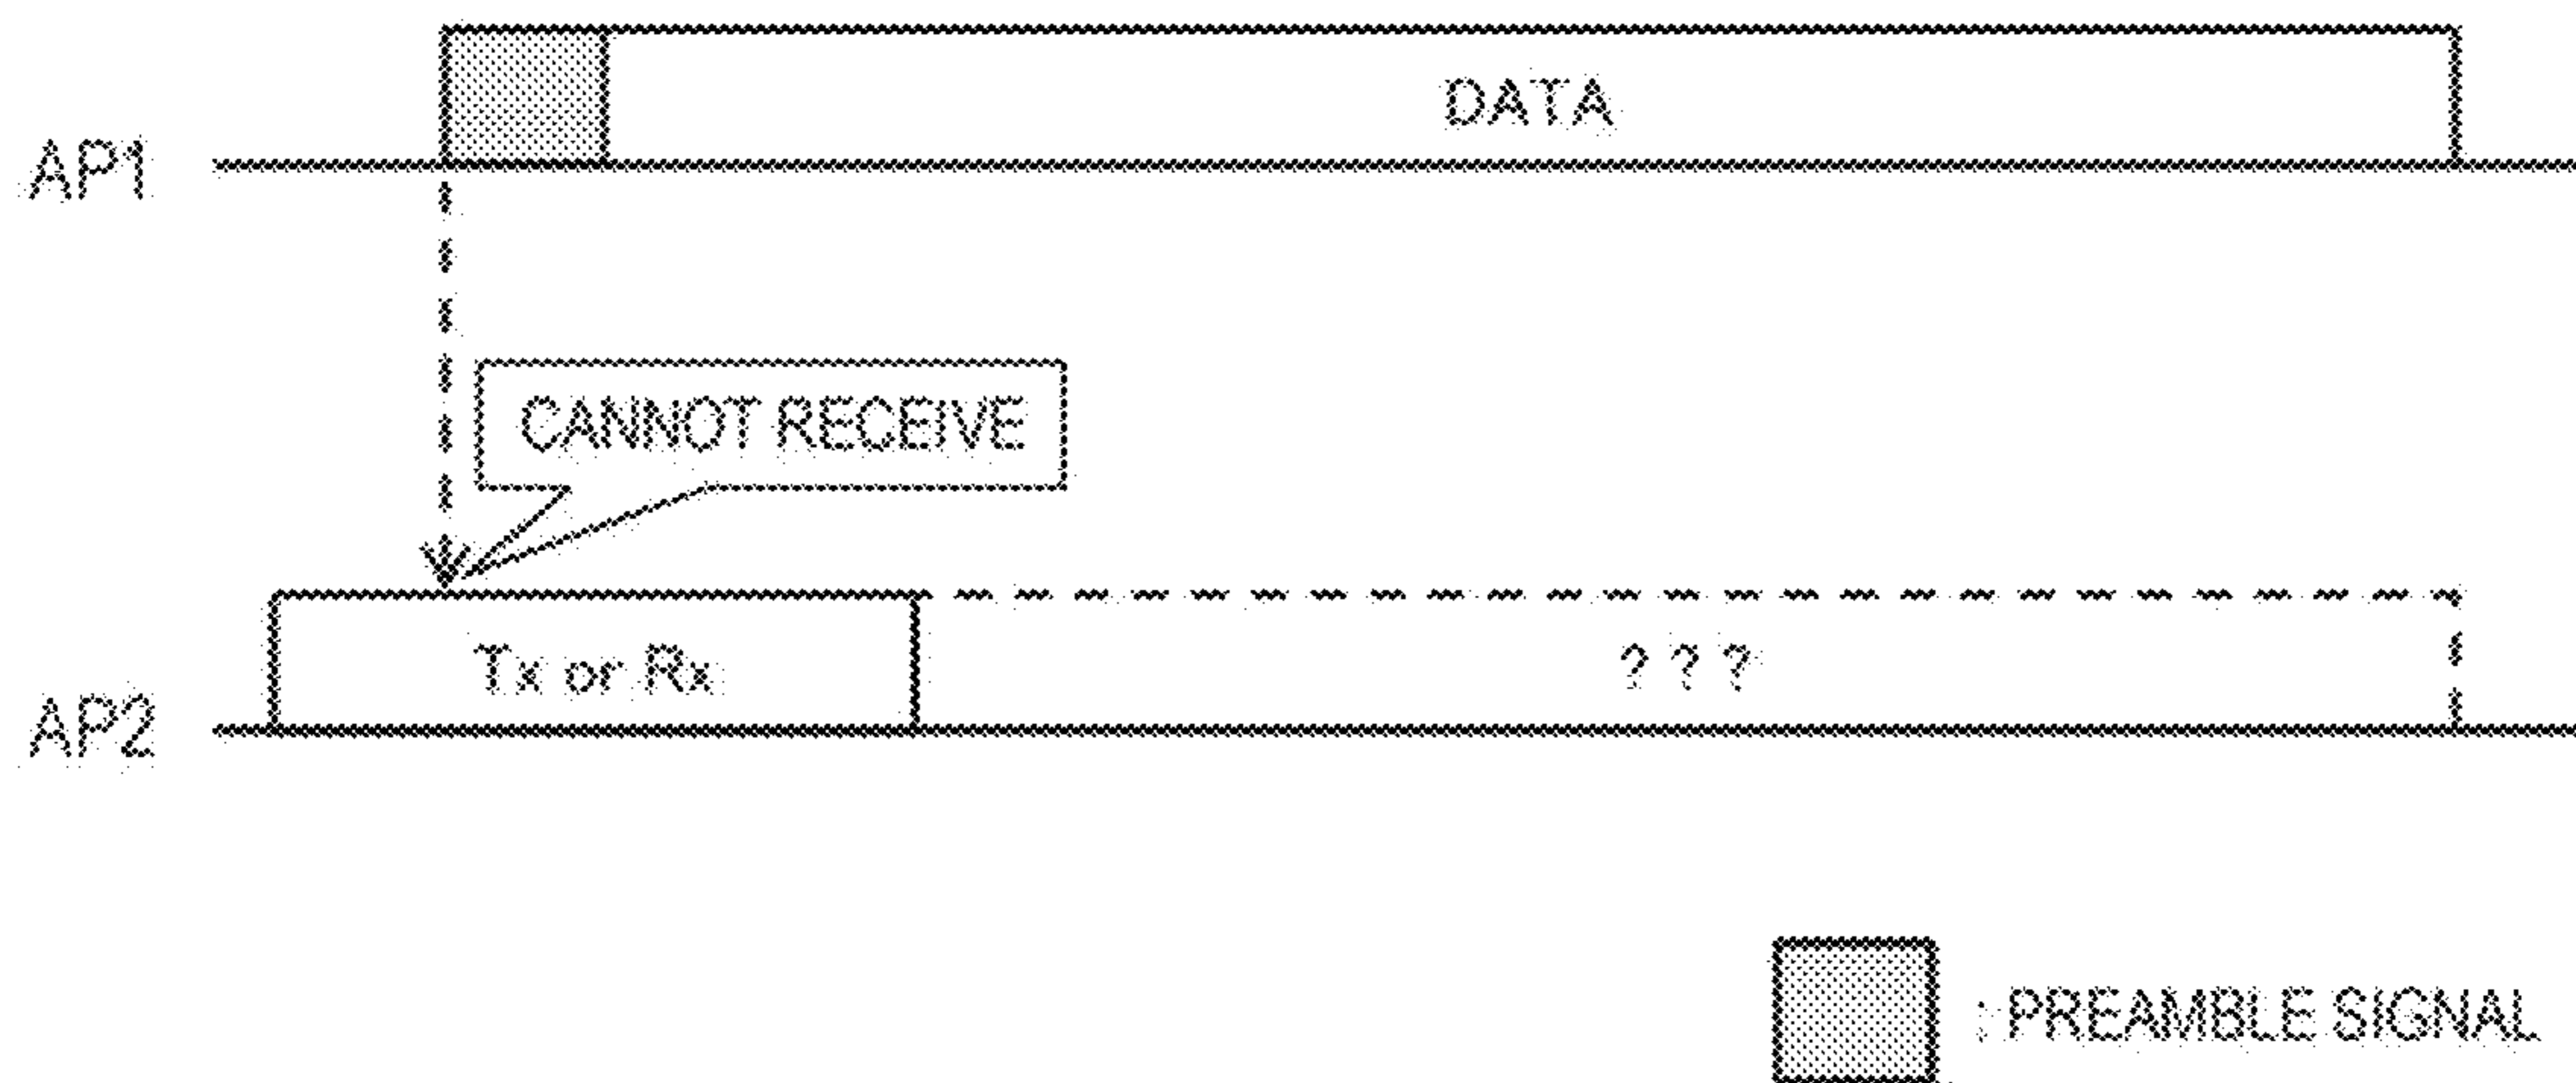 DATA
AP1
CANNOT RECEIVE
Tx or Rx
? ? ?
AP2
: PREAMBLE SIGNAL